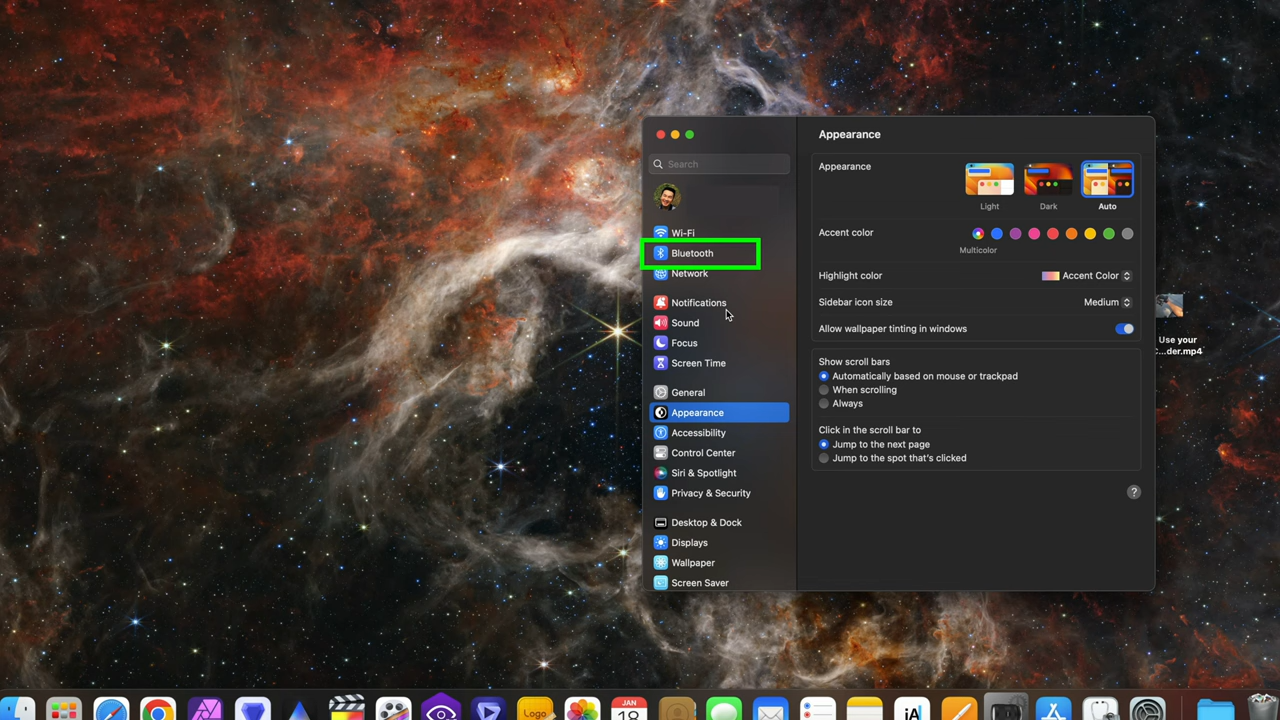 Appearance
Search
Appearance
Light
Dark
Auto
Wi-Fi
Accent color
Multicolor
Bluetooth
Network
Highlight color
Accent Color
Notifications
Sidebar icon size
Medium
Sound
Allow wallpaper tinting in windows
Focus
Use your
C...der.mp4
Screen Time
Show scroll bars
Automatically based on mouse or trackpad
When scrolling
Always
General
Appearance
Accessibility
Click in the scroll bar to
Jump to the next page
Jump to the spot that's clicked
Control Center
Siri & Spotlight
Privacy & Security
?
Desktop & Dock
Displays
Wallpaper
Screen Saver
JAN
18
Logo
iA